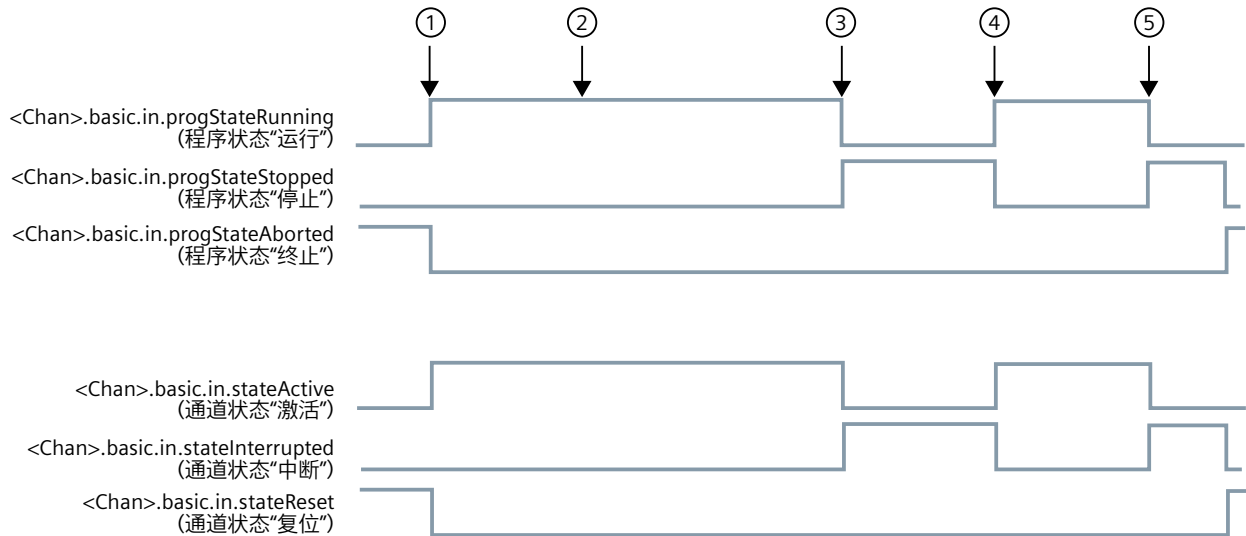 ① ② ③ ④ ⑤
<Chan>.basic.in.progStateRunning
(程序状态“运行”)
<Chan>.basic.in.progStateStopped
(程序状态“停止”)
<Chan>.basic.in.progStateAborted
(程序状态“终止”)
<Chan>.basic.in.stateActive
(通道状态“激活”)
<Chan>.basic.in.stateInterrupted
(通道状态“中断”)
<Chan>.basic.in.stateReset
(通道状态“复位”)